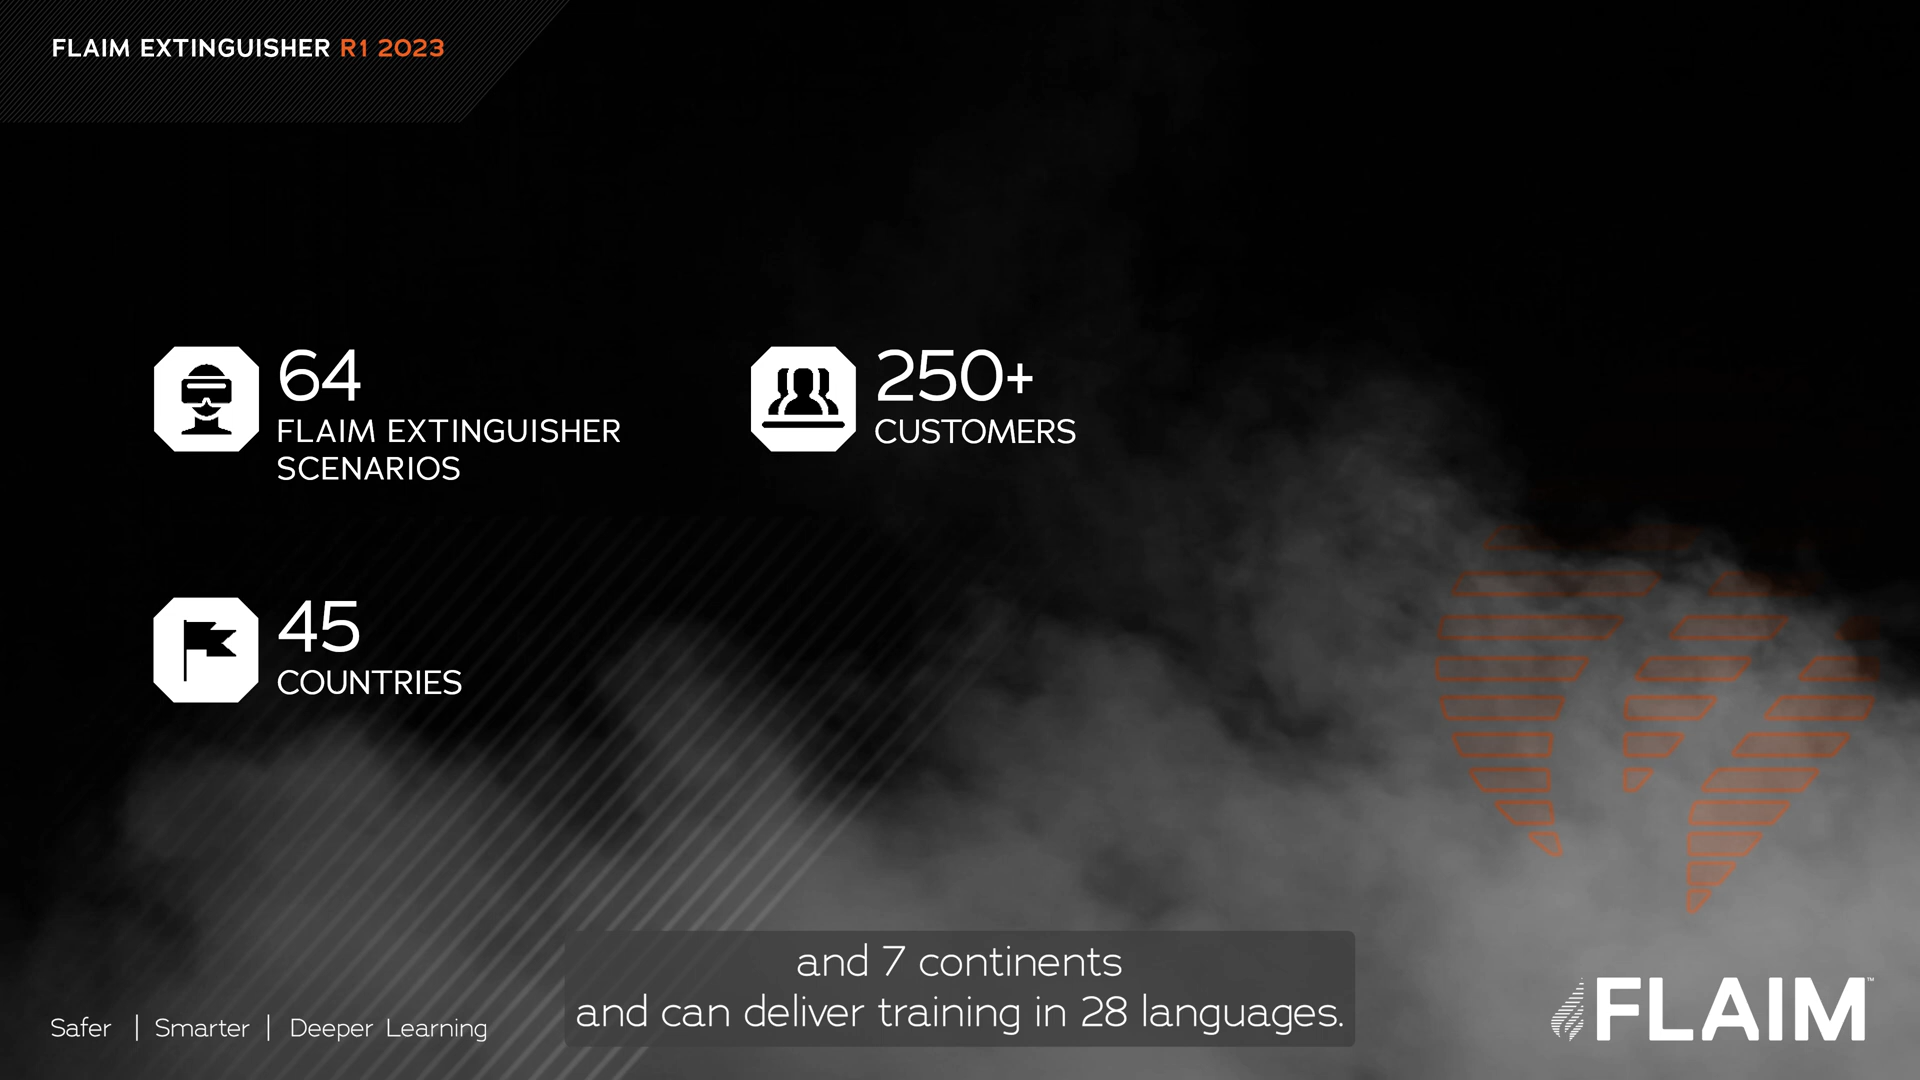 FLAIM EXTINGUISHER R1 2023
64
FLAIM EXTINGUISHER
SCENARIOS
250+
CUSTOMERS
45
COUNTRIES
and 7 continents
and can deliver training in 28 languages.
Safer | Smarter | Deeper Learning
FLAIM™